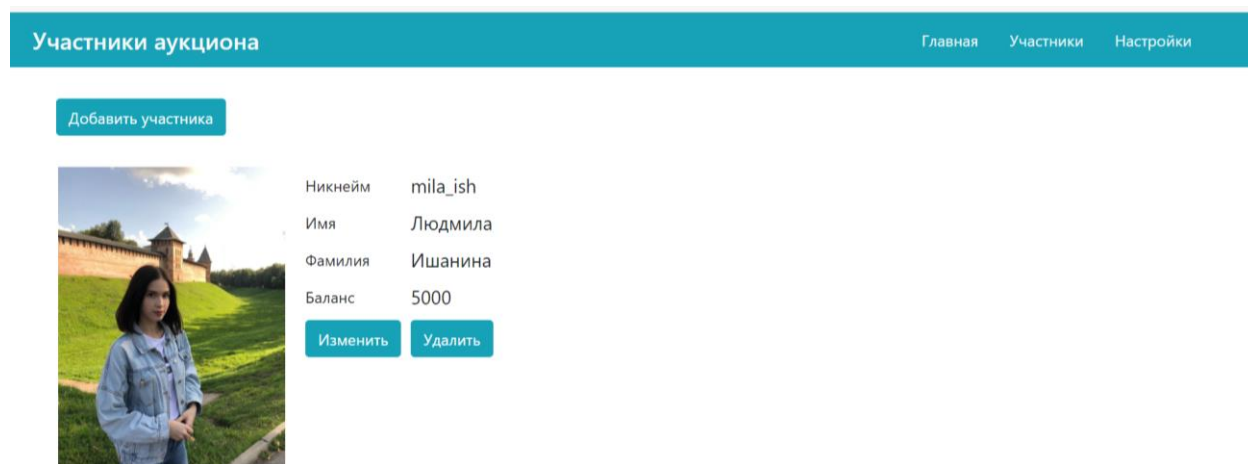 Участники аукциона
Главная Участники Настройки
Добавить участника
Никнейм mila_ish
Имя Людмила
Фамилия Ишанина
Баланс 5000
Изменить Удалить